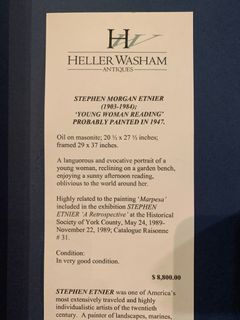 HW
HELLER WASHAM
ANTIQUES
STEPHEN MORGAN ETNIER
(1903-1984);
'YOUNG WOMAN READING"
PROBABLY PAINTED IN 1947.
Oil on masonite; 20 ½ x 27 ½ inches;
framed 29 x 37 inches.
A languorous and evocative portrait of a
young woman, reclining on a garden bench,
enjoying a sunny afternoon reading,
oblivious to the world around her.
Highly related to the painting 'Marpesa'
included in the exhibition STEPHEN
ETNIER 'A Retrospective' at the Historical
Society of York County, May 24, 1989-
November 22, 1989; Catalogue Raisonne
# 31.
Condition:
In very good condition.
$ 8,800.00
STEPHEN ETNIER was one of America's
most extensively traveled and highly
individualistic artists of the twentieth
century. A painter of landscapes, marines,